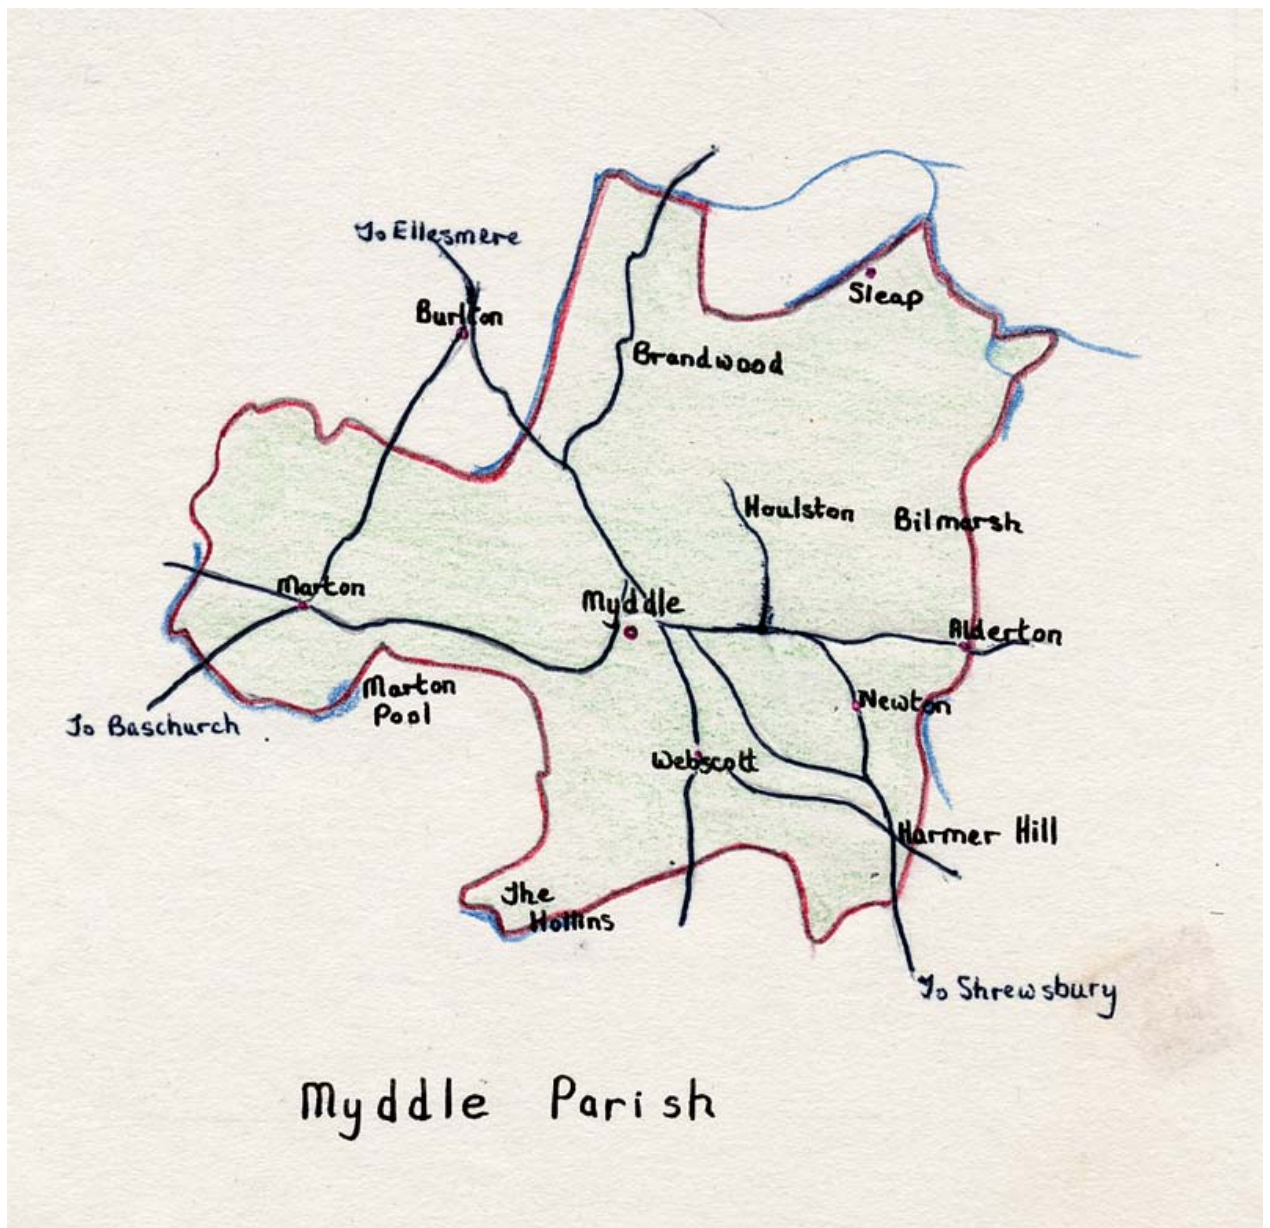 To Ellesmere
Burlton
Sleap
Brandwood
Houlston
Bilmarsh
Marton
Myddle
Alderton
Marton
Pool
Newton
To Baschurch
Webscott
Harmer Hill
The
Hollins
To Shrewsbury
Myddle Parish